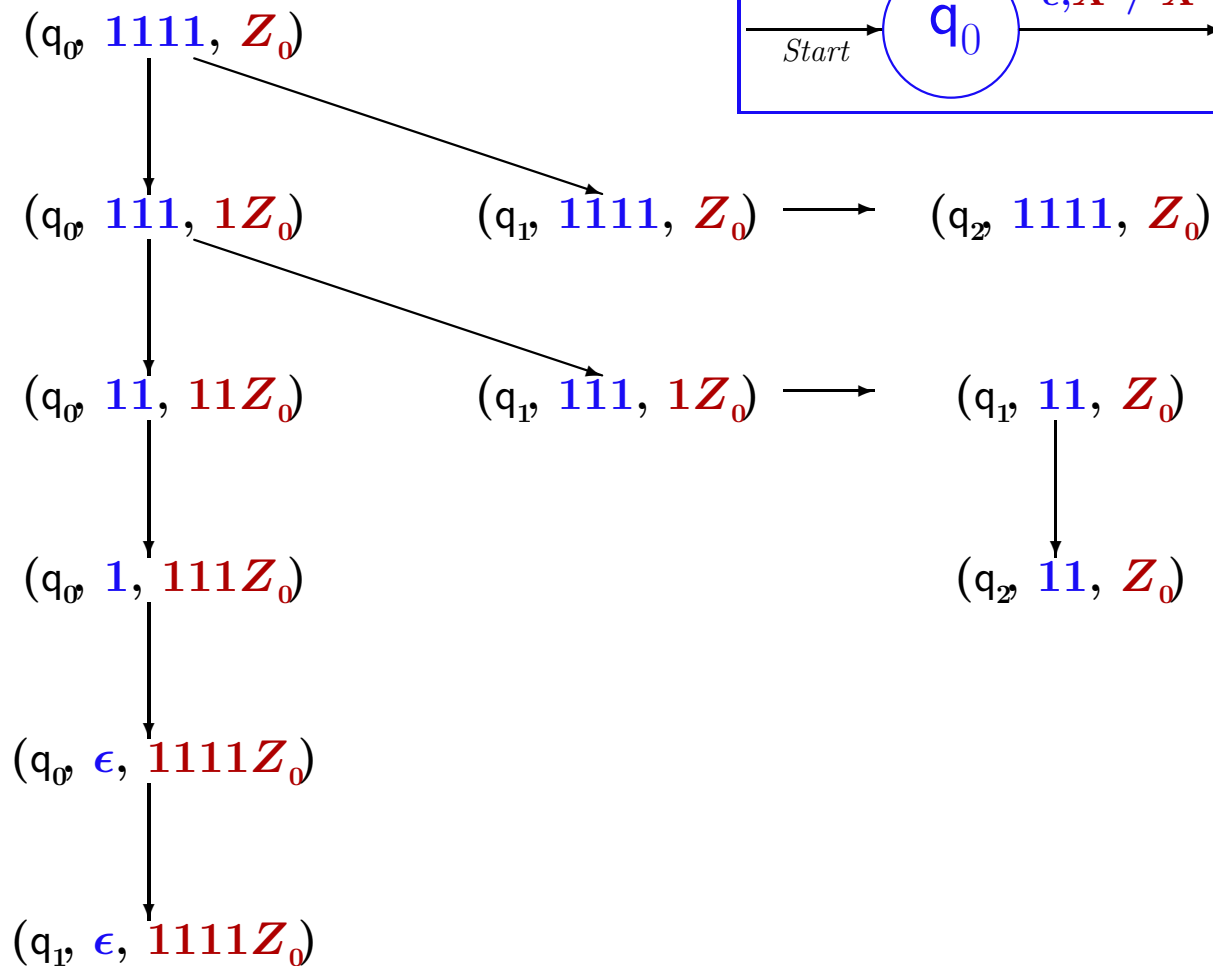 (q₀, 1111, Z₀)
q₀
ϵ, X / X
Start
(q₀, 111, 1Z₀) (q₁, 1111, Z₀) (q₂, 1111, Z₀)
(q₀, 11, 11Z₀) (q₁, 111, 1Z₀) (q₁, 11, Z₀)
(q₀, 1, 111Z₀) (q₂, 11, Z₀)
(q₀, ϵ, 1111Z₀)
(q₁, ϵ, 1111Z₀)